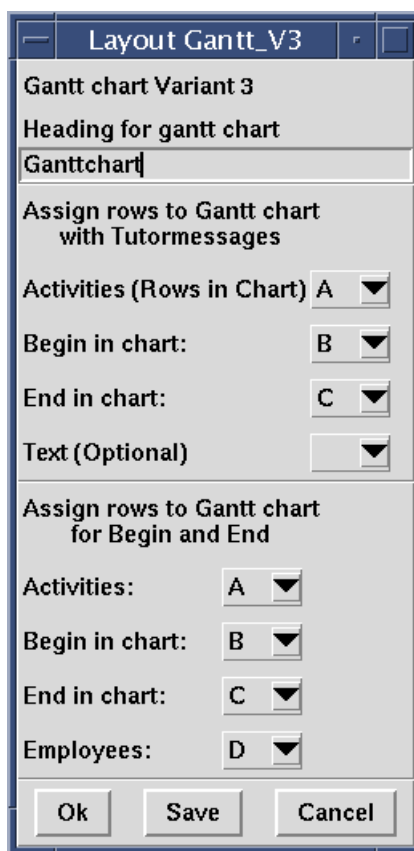 Layout Gantt_V3
Gantt chart Variant 3
Heading for gantt chart
Ganttchart
Assign rows to Gantt chart
with Tutormessages
Activities (Rows in Chart) A
Begin in chart: B
End in chart: C
Text (Optional)
Assign rows to Gantt chart
for Begin and End
Activities: A
Begin in chart: B
End in chart: C
Employees: D
Ok Save Cancel